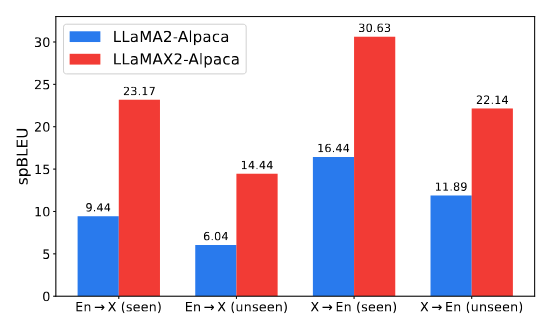 LLaMA2-Alpaca
LLaMAX2-Alpaca
spBLEU
30
25
20
15
10
5
0
9.44
23.17
6.04
14.44
16.44
30.63
11.89
22.14
En→X (seen)
En→X (unseen)
X→En (seen)
X→En (unseen)